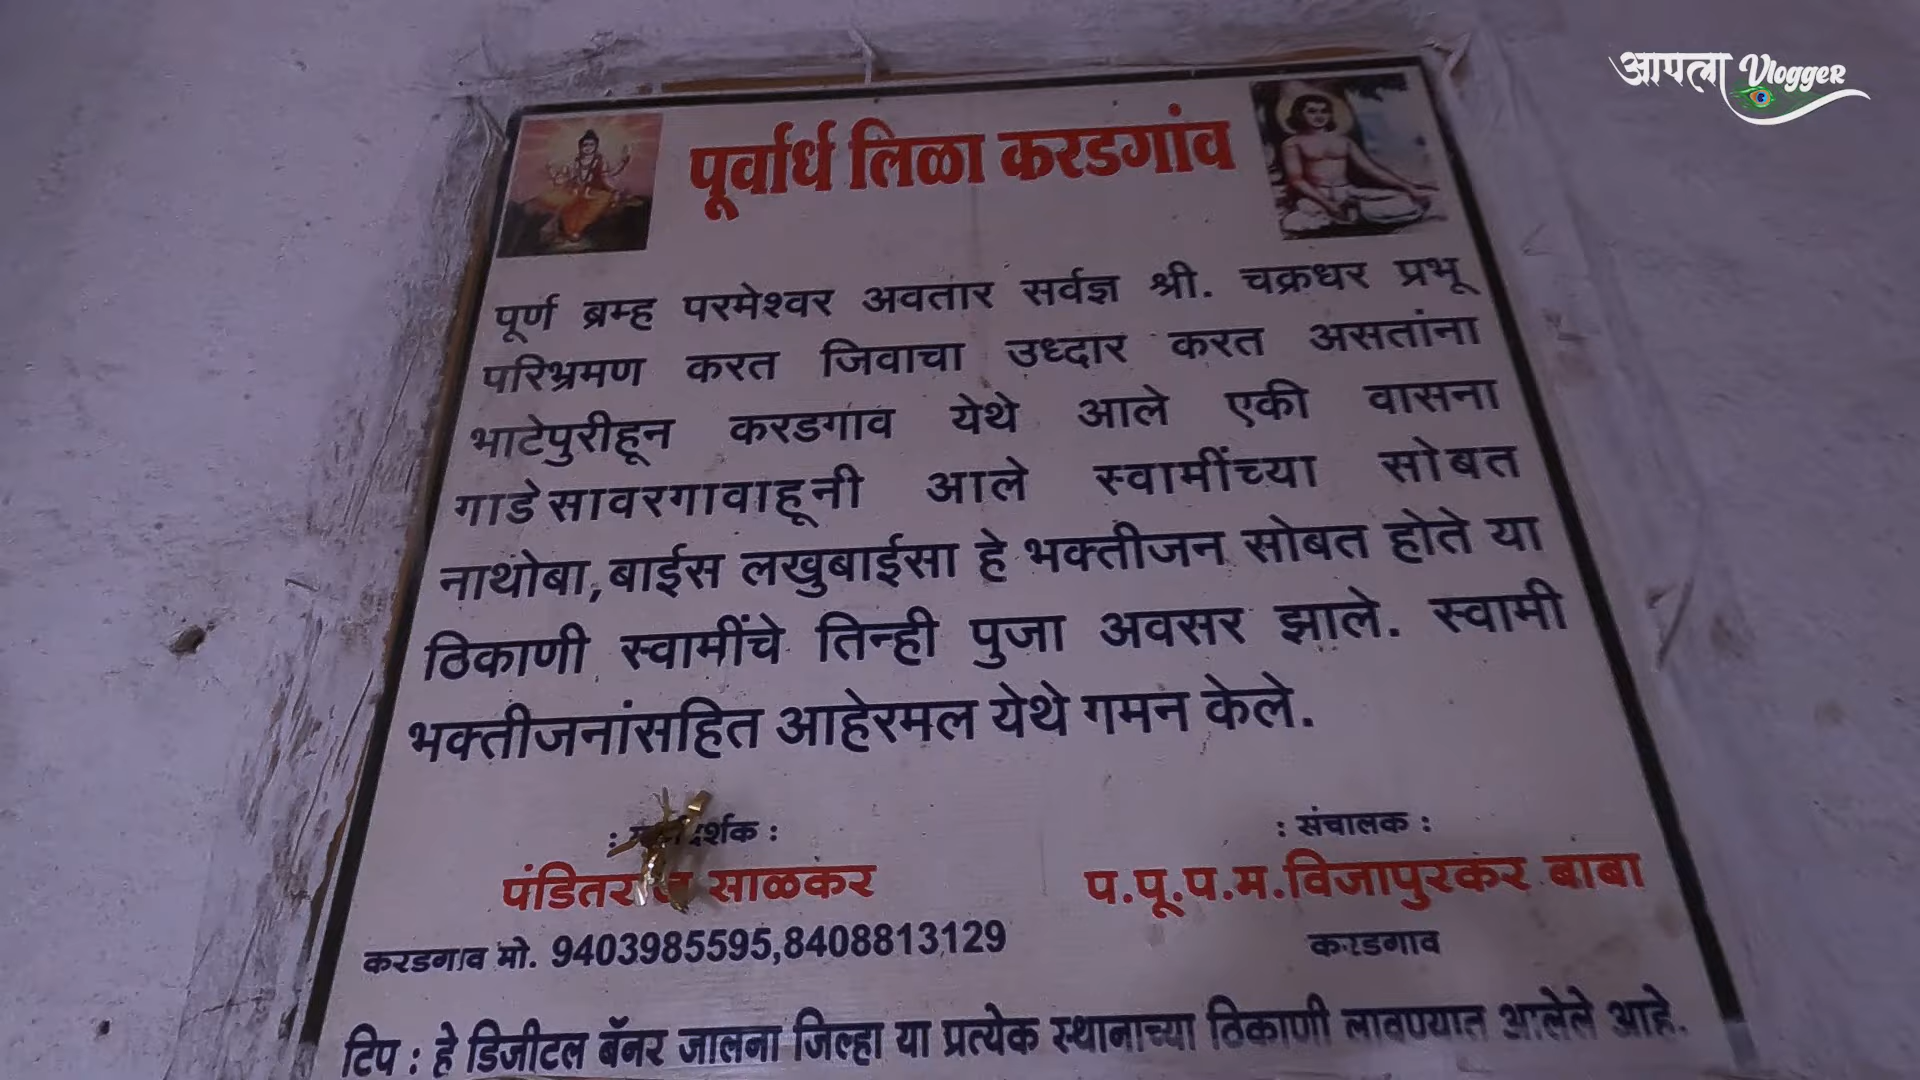 आपला Vlogger
पूर्वार्ध लिळा करडगांव
पूर्ण ब्रम्ह परमेश्वर अवतार सर्वज्ञ श्री. चक्रधर प्रभू
परिभ्रमण करत जिवाचा उध्दार करत असतांना
भाटेपुरीहून करडगाव येथे आले एकी वासना
गाडेसावरगावाहूनी आले स्वामींच्या सोबत
नाथोबा, बाईस लखुबाईसा हे भक्तीजन सोबत होते या
ठिकाणी स्वामींचे तिन्ही पुजा अवसर झाले. स्वामी
भक्तीजनांसहित आहेरमल येथे गमन केले.
: संचालक :
साळकर
प.पू.प.म.विजापुरकर बाबा
करडगाव मो. 9403985595,8408813129
करडगाव
टिप : हे डिजीटल बॅनर जालना जिल्हा या प्रत्येक स्थानाच्या ठिकाणी लावण्यात आलेले आहे.